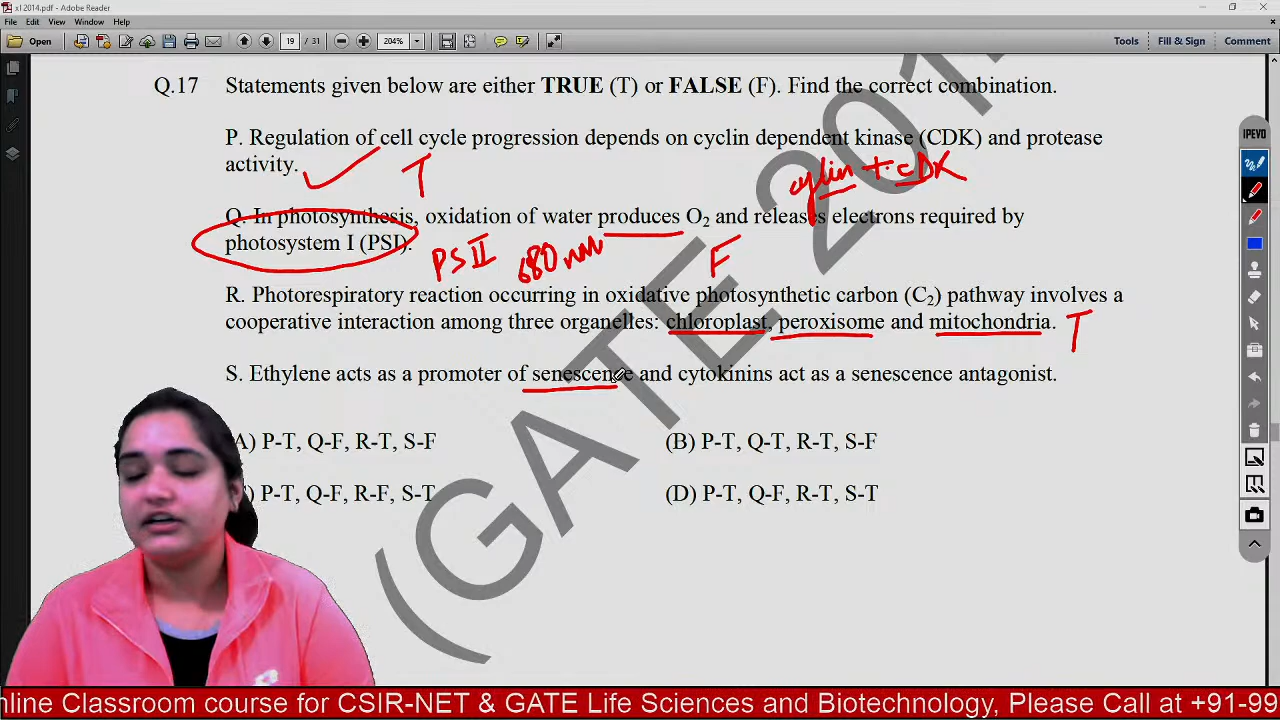 xl 2014.pdf - Adobe Reader
File Edit View Window Help
Open 19 / 31 204% Tools Fill & Sign Comment
Q.17 Statements given below are either TRUE (T) or FALSE (F). Find the correct combination.
P. Regulation of cell cycle progression depends on cyclin dependent kinase (CDK) and protease
activity.
T
cyclin + CDK
Q. In photosynthesis, oxidation of water produces O₂ and releases electrons required by
photosystem I (PSI).
PSII 680 nm F
R. Photorespiratory reaction occurring in oxidative photosynthetic carbon (C₂) pathway involves a
cooperative interaction among three organelles: chloroplast, peroxisome and mitochondria. T
S. Ethylene acts as a promoter of senescence and cytokinins act as a senescence antagonist.
A) P-T, Q-F, R-T, S-F (B) P-T, Q-T, R-T, S-F
P-T, Q-F, R-F, S-T (D) P-T, Q-F, R-T, S-T
(GATE 201
IPEVO
nline Classroom course for CSIR-NET & GATE Life Sciences and Biotechnology, Please Call at +91-99